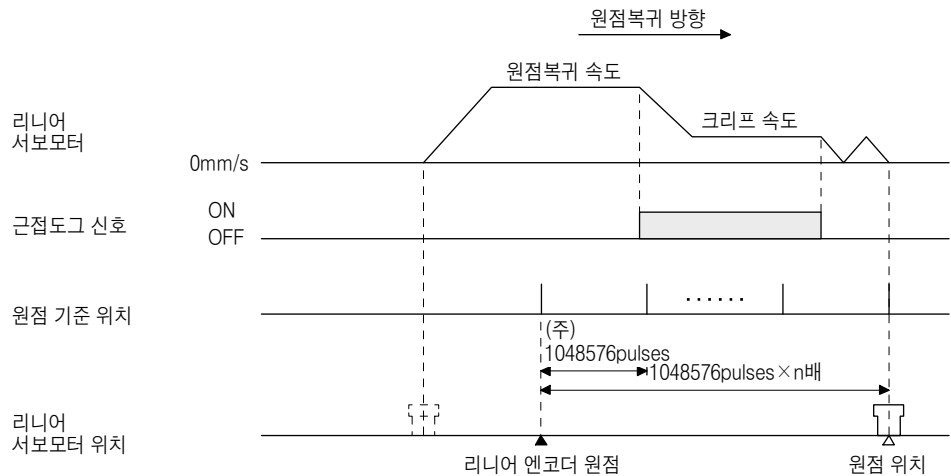 원점복귀 방향
원점복귀 속도
크리프 속도
리니어
서보모터
0mm/s
ON
근접도그 신호
OFF
······
원점 기준 위치
(주)
1048576pulses
1048576pulses×n배
리니어
서보모터 위치
리니어 엔코더 원점
원점 위치